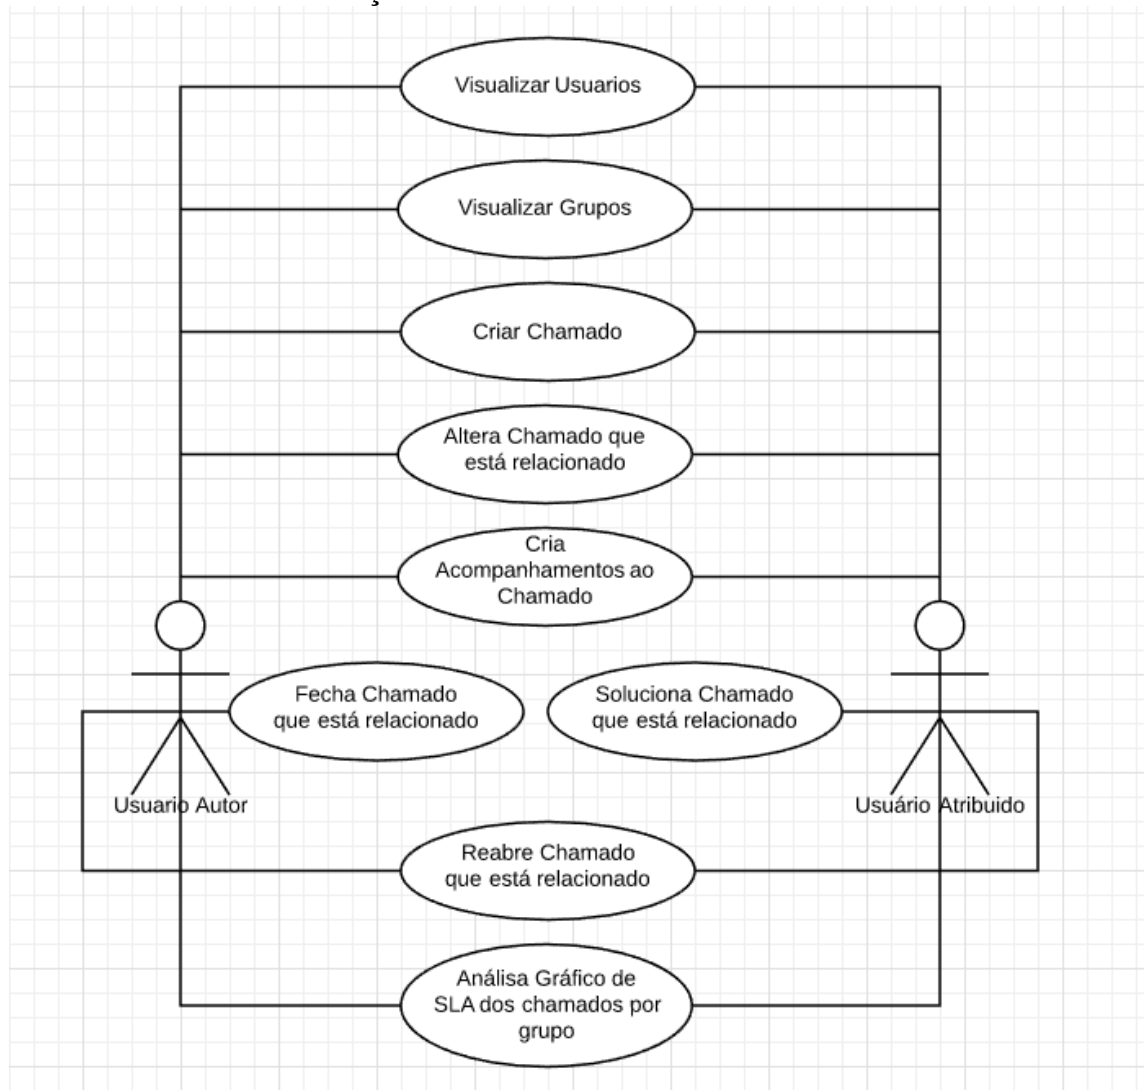 Visualizar Usuarios
Visualizar Grupos
Criar Chamado
Altera Chamado que
está relacionado
Cria
Acompanhamentos ao
Chamado
Fecha Chamado
que está relacionado
Soluciona Chamado
que está relacionado
Usuario Autor
Usuário Atribuido
Reabre Chamado
que está relacionado
Análisa Gráfico de
SLA dos chamados por
grupo